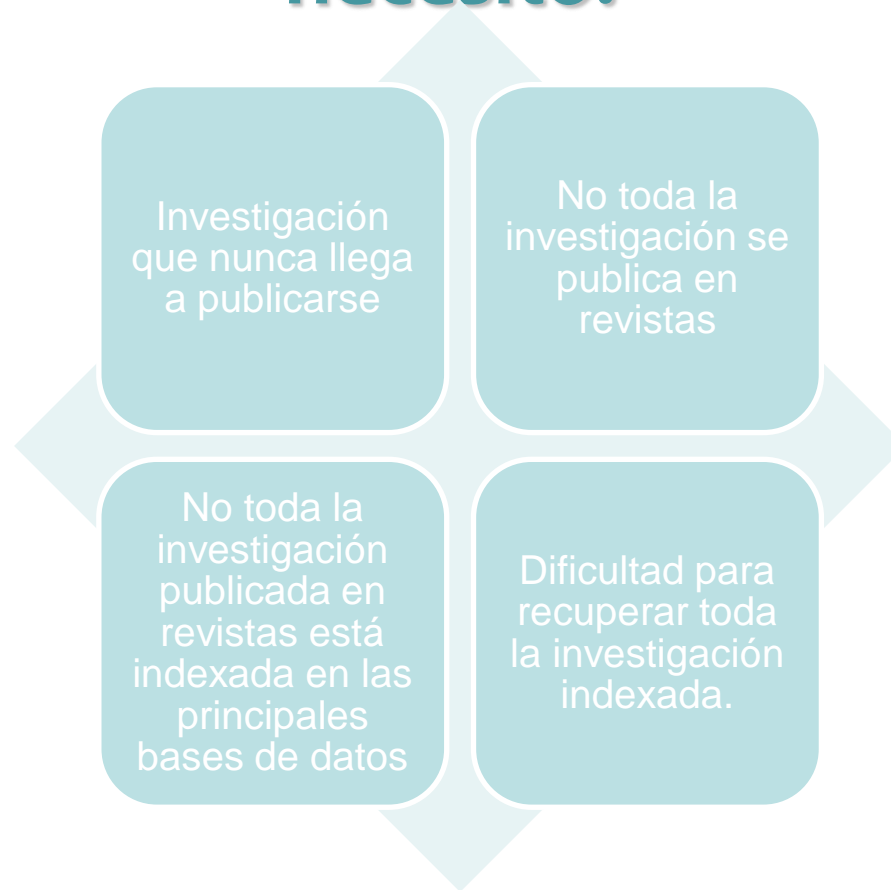 necesito.
Investigación
que nunca llega
a publicarse
No toda la
investigación se
publica en
revistas
No toda la
investigación
publicada en
revistas está
indexada en las
principales
bases de datos
Dificultad para
recuperar toda
la investigación
indexada.